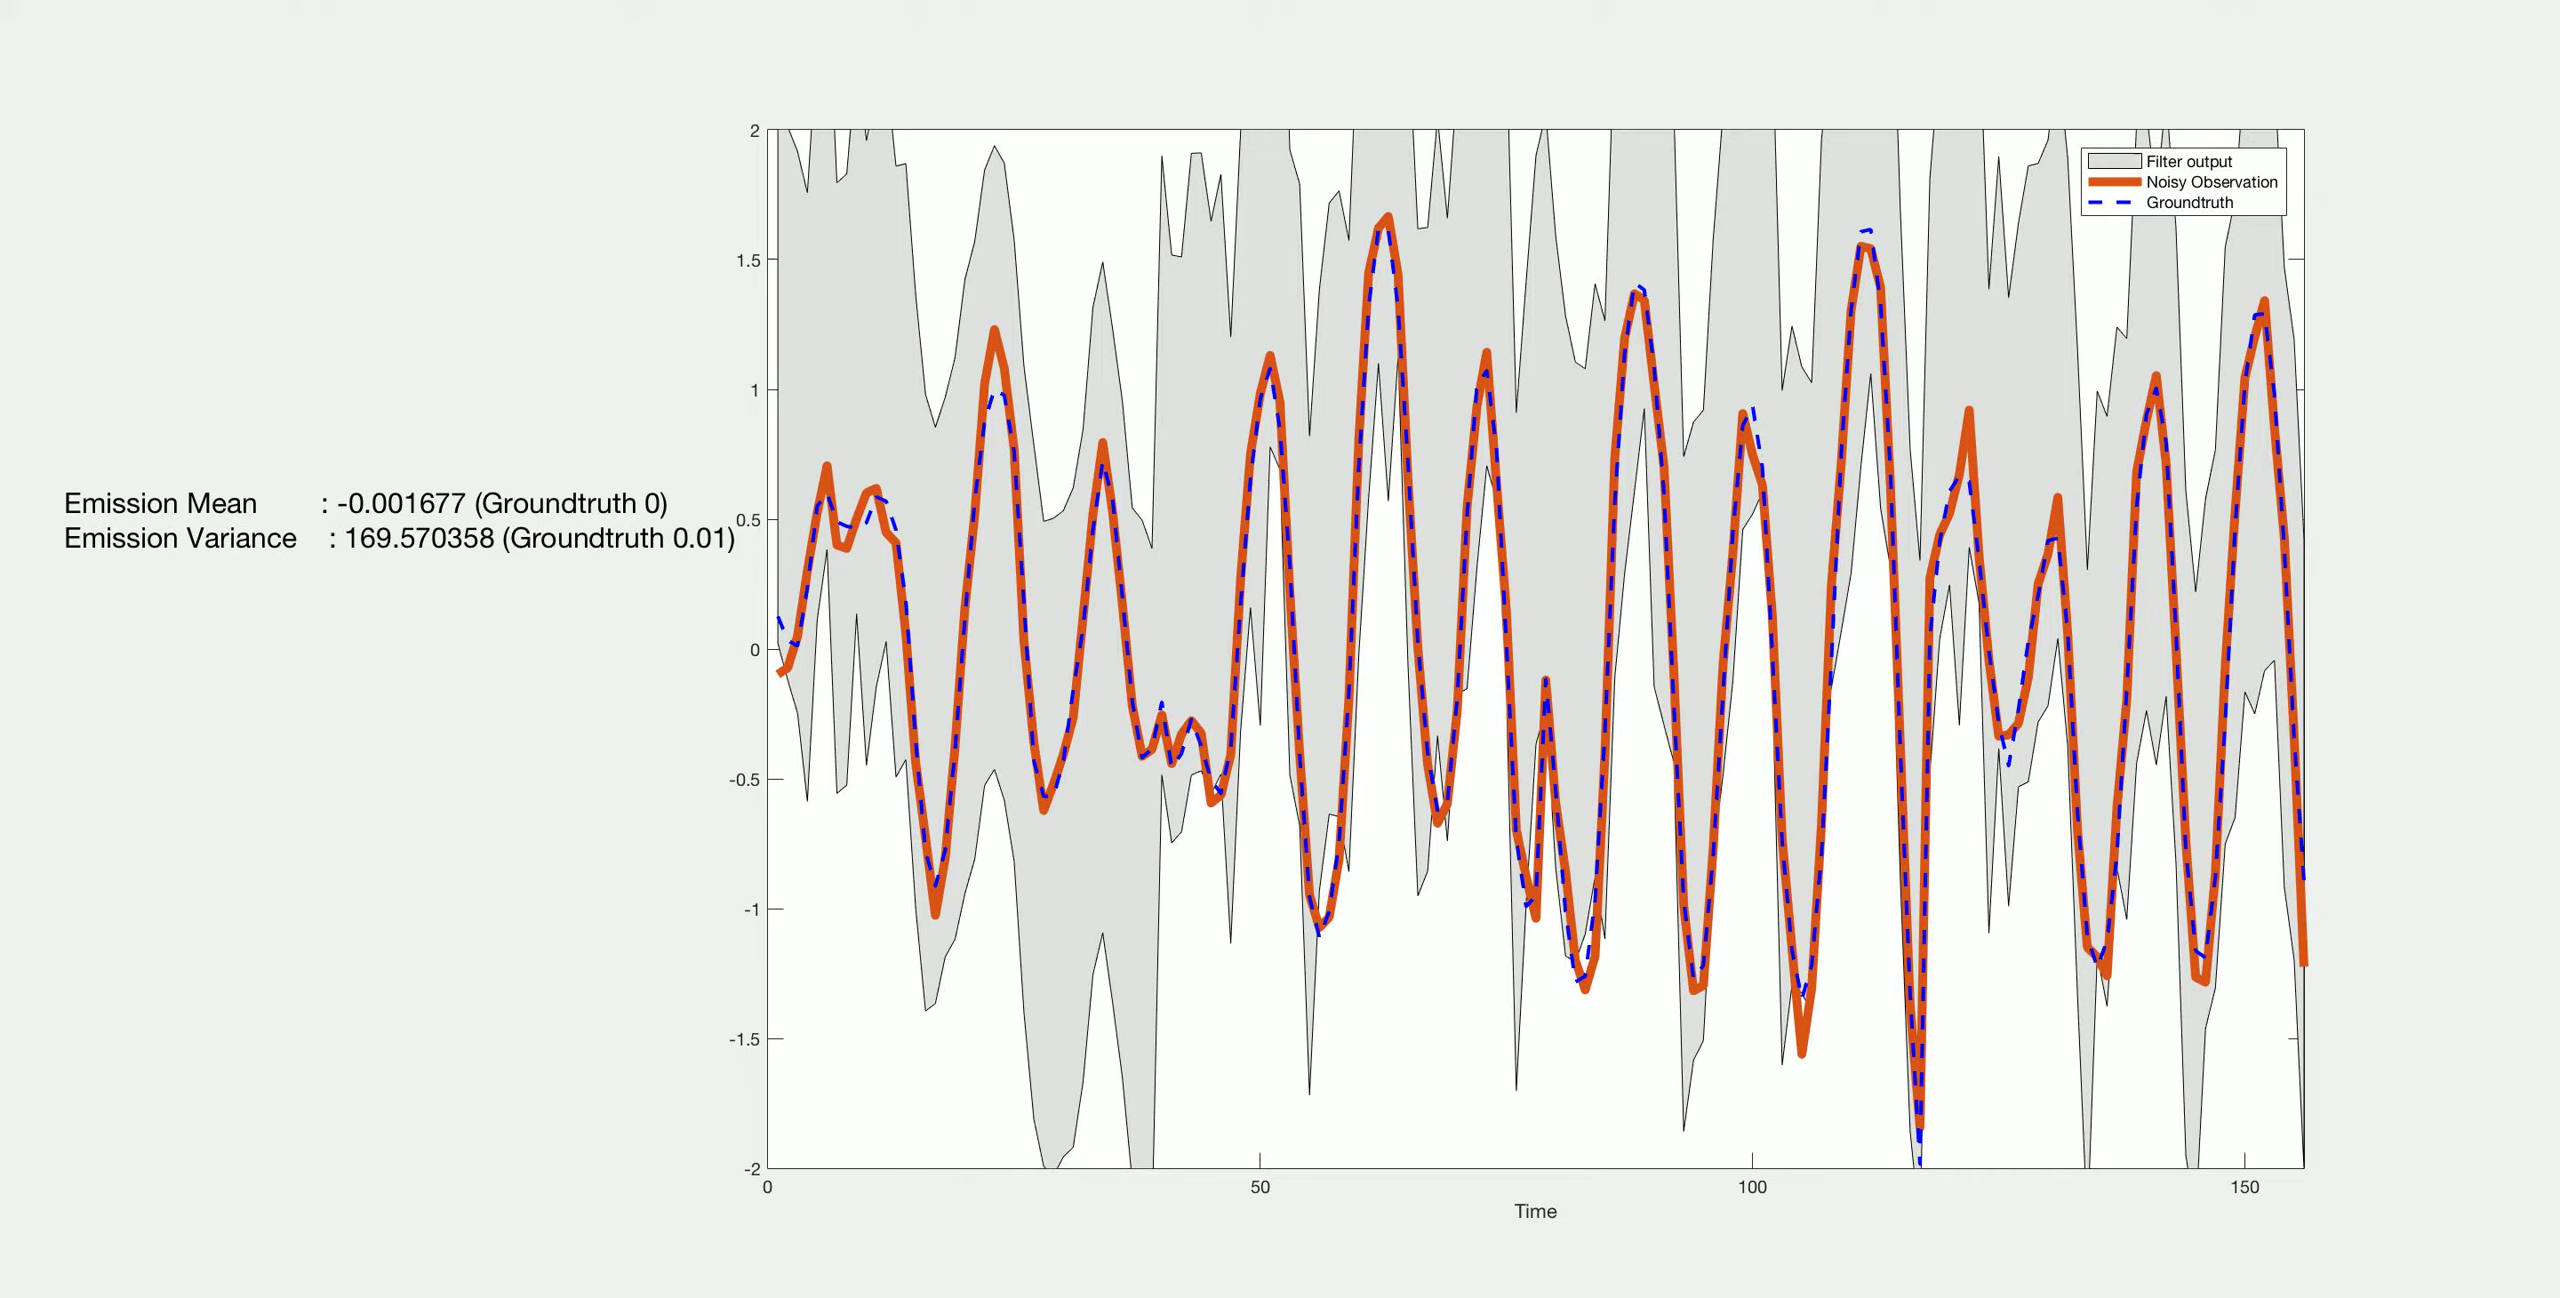 Emission Mean : -0.001677 (Groundtruth 0)
Emission Variance : 169.570358 (Groundtruth 0.01)
2
1.5
1
0.5
0
-0.5
-1
-1.5
-2
0
50
100
150
Time
Filter output
Noisy Observation
Groundtruth